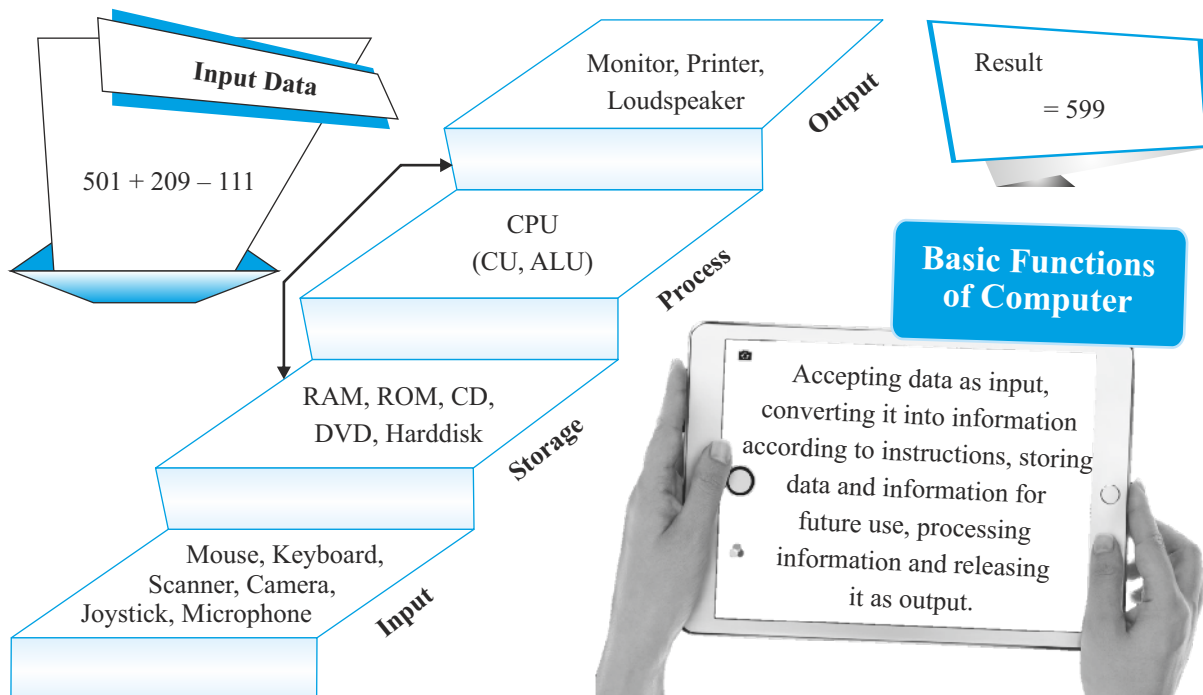 Input Data
501 + 209 – 111
Monitor, Printer,
Loudspeaker
Output
Result
= 599
CPU
(CU, ALU)
Process
RAM, ROM, CD,
DVD, Harddisk
Storage
Mouse, Keyboard,
Scanner, Camera,
Joystick, Microphone
Input
Basic Functions
of Computer
Accepting data as input,
converting it into information
according to instructions, storing
data and information for
future use, processing
information and releasing
it as output.